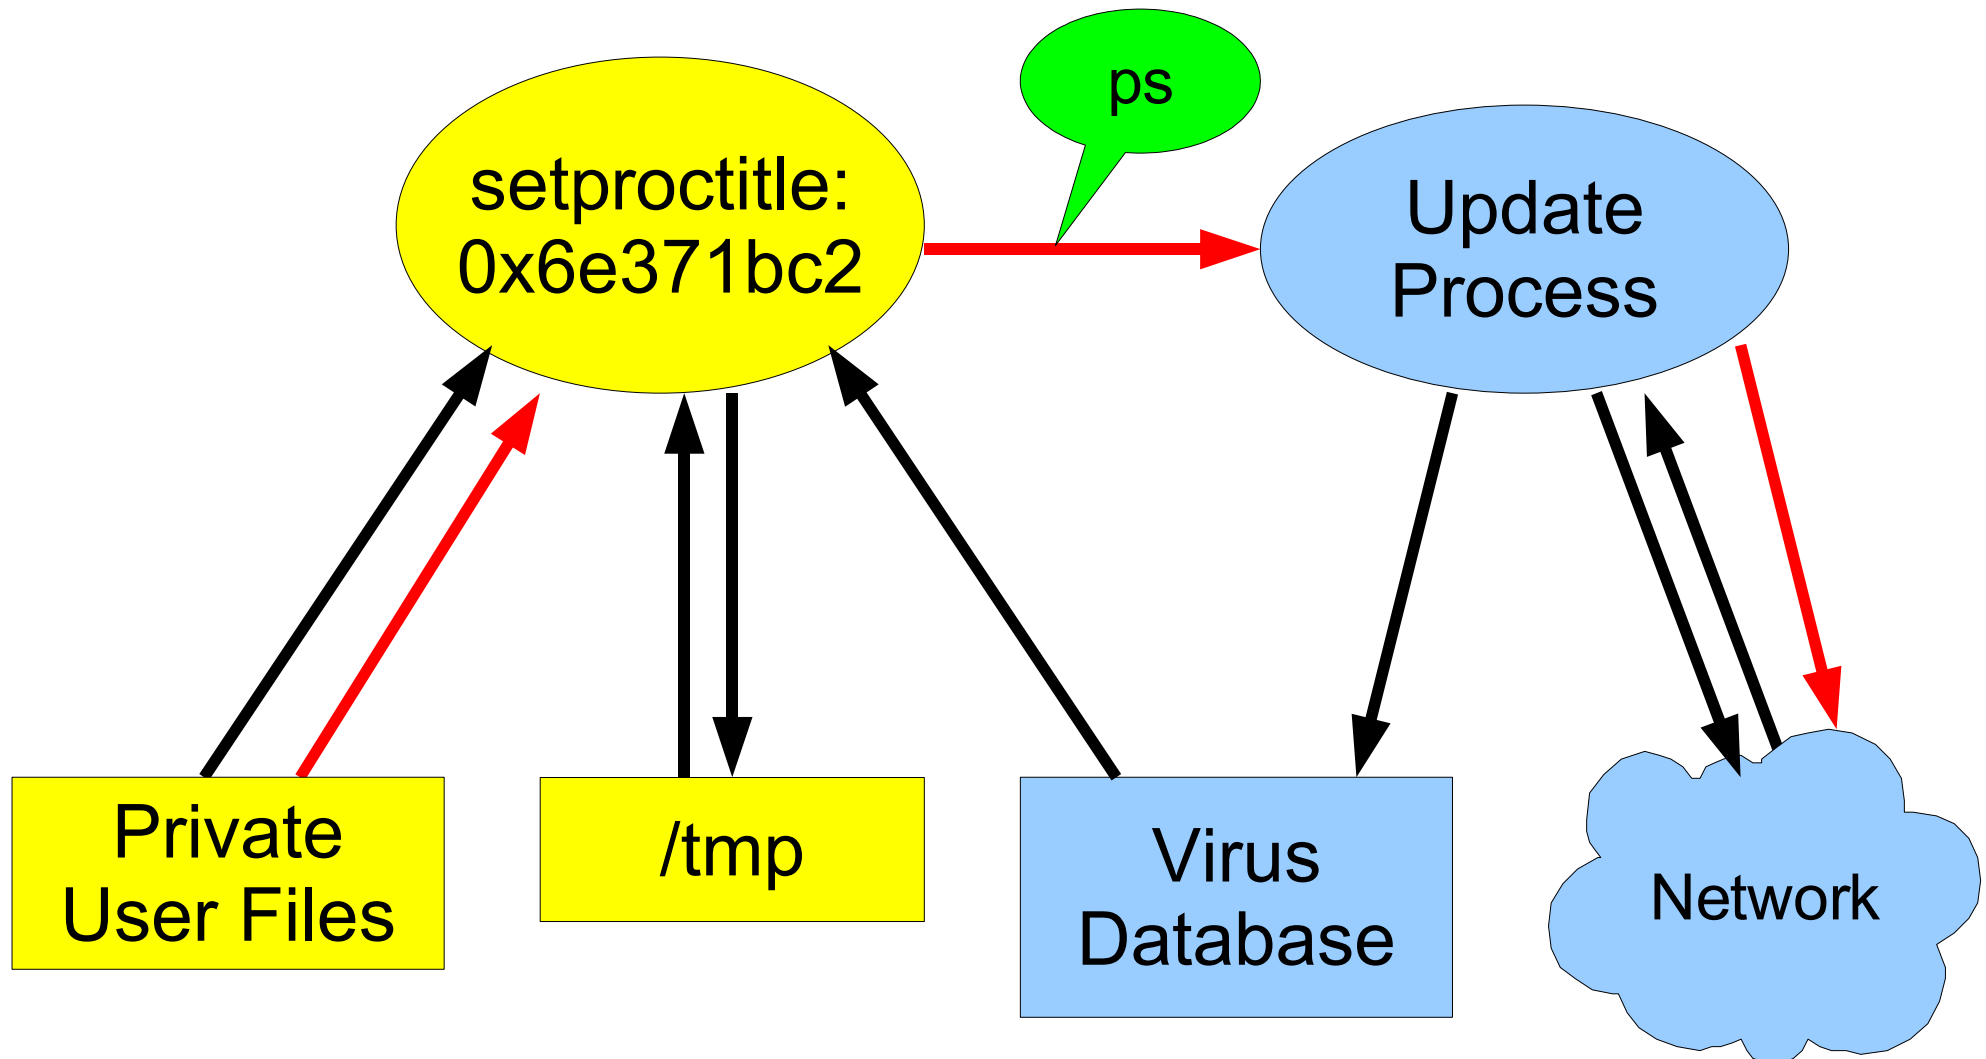 ps
setproctitle:
0x6e371bc2
Update
Process
Private
User Files
/tmp
Virus
Database
Network